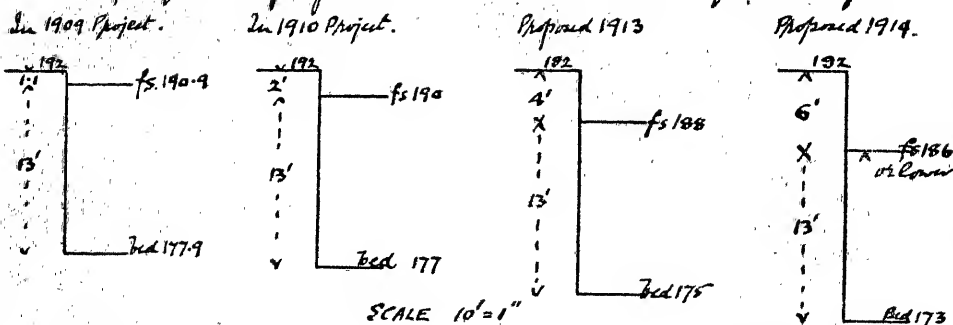 In 1909 Project.
192
1·1
fs. 190·9
13'
bed 177·9
In 1910 Project.
192
2'
fs 190
13'
bed 177
Proposed 1913
192
4'
fs 188
13'
bed 175
Proposed 1914.
192
6'
fs 186
or lower
13'
Bed 173
SCALE 10' = 1"